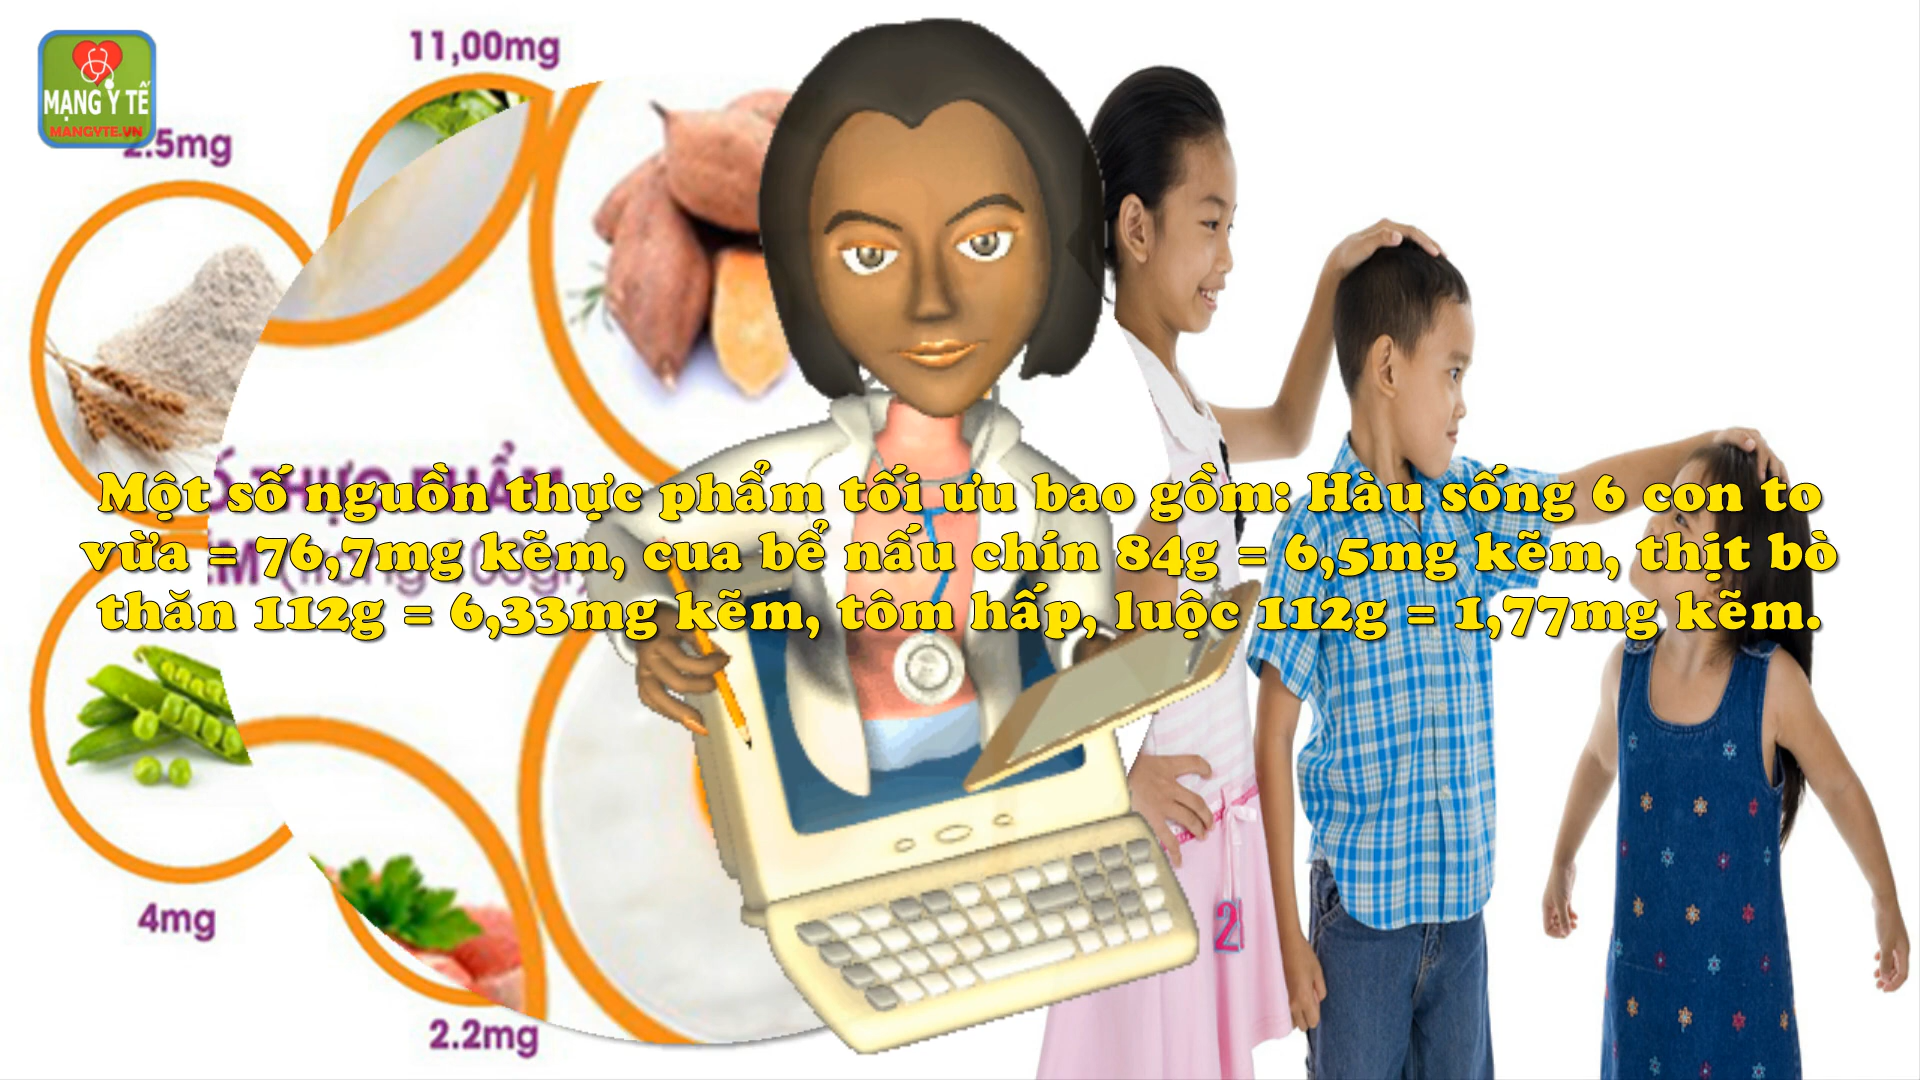 MẠNG Y TẾ
MANGYTE.VN
11,00mg
2.5mg
Một số nguồn thực phẩm tối ưu bao gồm: Hàu sống 6 con to
vừa = 76,7mg kẽm, cua bể nấu chín 84g = 6,5mg kẽm, thịt bò
thăn 112g = 6,33mg kẽm, tôm hấp, luộc 112g = 1,77mg kẽm.
4mg
2.2mg